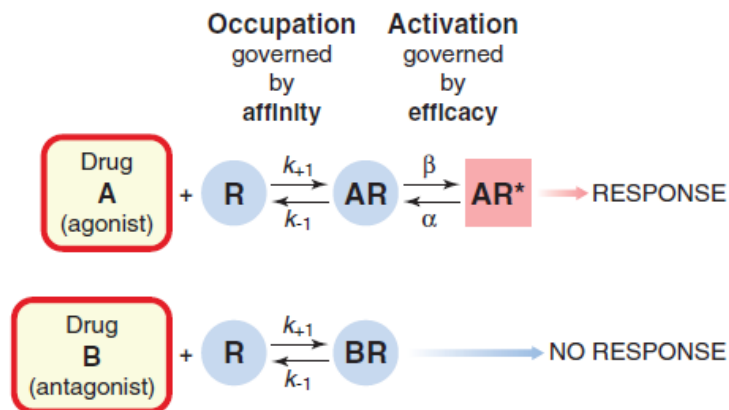 Occupation Activation
governed governed
by by
affinity efficacy
Drug
A
(agonist)
+ R k+1 k-1 AR β α AR* RESPONSE
Drug
B
(antagonist)
+ R k+1 k-1 BR NO RESPONSE